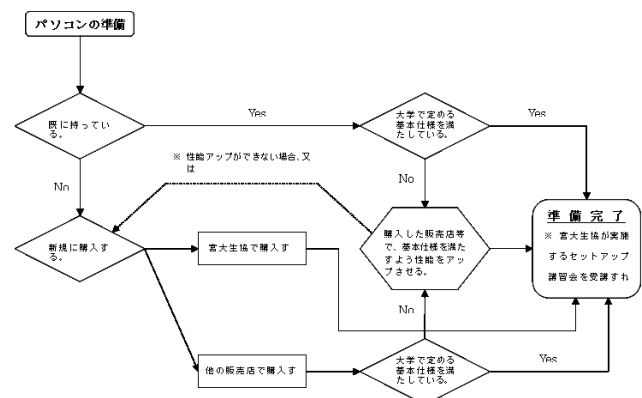 パソコンの準備
既に持ってい
る。
Yes
大学で定める
基本仕様を満
たしている。
Yes
No
※ 性能アップができない場合、又
は
No
新規に購入す
る。
宮大生協で購入す
購入した販売店等
で、基本仕様を満た
すよう性能をアッ
プさせる。
準 備 完 了
※ 宮大生協が実施
するセットアップ
講習会を受講すれ
No
他の販売店で購入す
大学で定める
基本仕様を満
たしている。
Yes